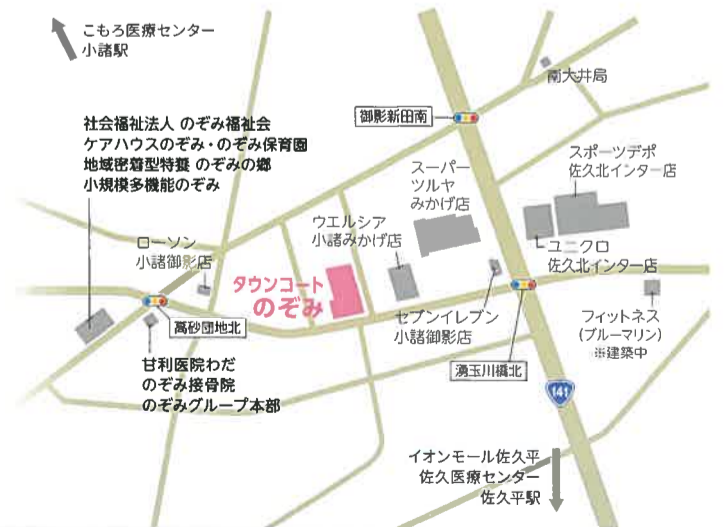 こもろ医療センター
小諸駅
南大井局
御影新田南
社会福祉法人 のぞみ福祉会
ケアハウスのぞみ・のぞみ保育園
地域密着型特養 のぞみの郷
小規模多機能のぞみ
スーパー
ツルヤ
みかげ店
スポーツデポ
佐久北インター店
ウエルシア
小諸みかげ店
ローソン
小諸御影店
ユニクロ
佐久北インター店
タウンコート
のぞみ
セブンイレブン
小諸御影店
フィットネス
(ブルーマリン)
※建築中
高砂団地北
甘利医院わだ
のぞみ接骨院
のぞみグループ本部
湧玉川橋北
141
イオンモール佐久平
佐久医療センター
佐久平駅